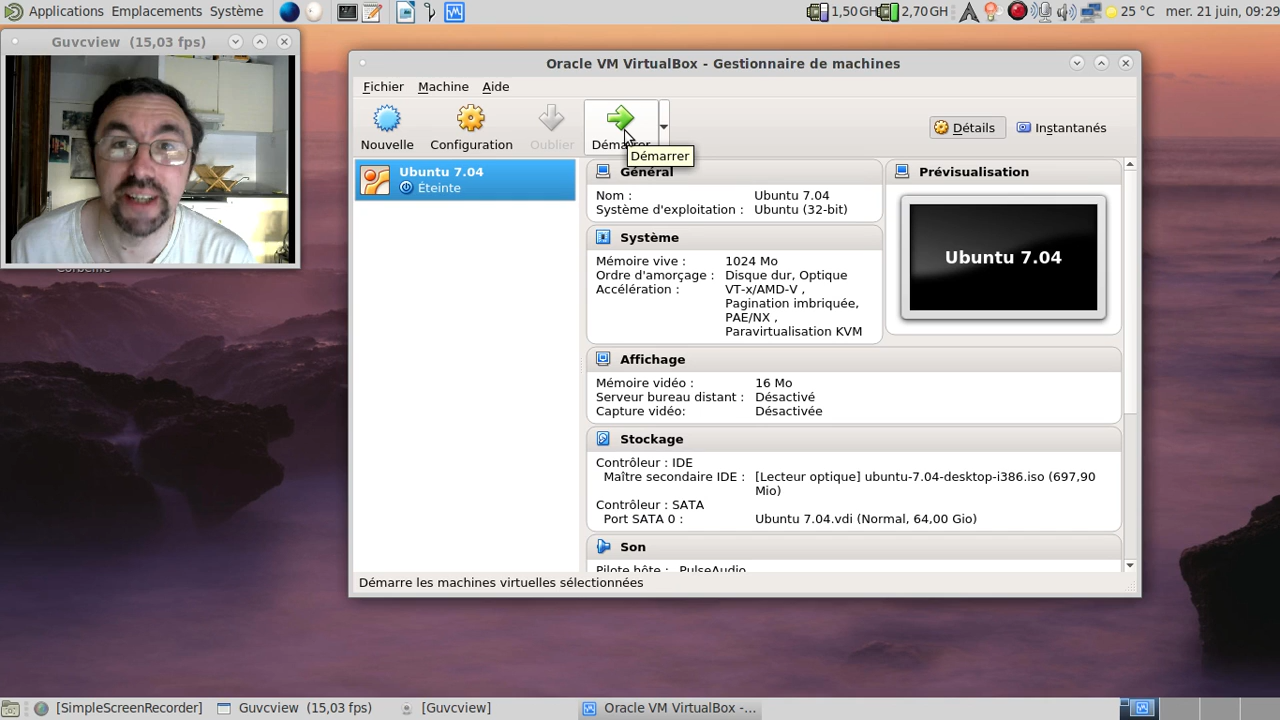 Applications Emplacements Système
1,50 GH 2,70 GH 25 °C mer. 21 juin, 09:29
Guvcview (15,03 fps)
Corbeille
Oracle VM VirtualBox - Gestionnaire de machines
Fichier Machine Aide
Nouvelle Configuration Oublier Démarrer
Détails Instantanés
Démarrer
Ubuntu 7.04
Éteinte
Général
Nom : Ubuntu 7.04
Système d'exploitation : Ubuntu (32-bit)
Système
Mémoire vive : 1024 Mo
Ordre d'amorçage : Disque dur, Optique
Accélération : VT-x/AMD-V ,
Pagination imbriquée,
PAE/NX ,
Paravirtualisation KVM
Prévisualisation
Ubuntu 7.04
Affichage
Mémoire vidéo : 16 Mo
Serveur bureau distant : Désactivé
Capture vidéo: Désactivée
Stockage
Contrôleur : IDE
Maître secondaire IDE : [Lecteur optique] ubuntu-7.04-desktop-i386.iso (697,90
Mio)
Contrôleur : SATA
Port SATA 0 : Ubuntu 7.04.vdi (Normal, 64,00 Gio)
Son
Pilote hôte : PulseAudio
Démarre les machines virtuelles sélectionnées
[SimpleScreenRecorder] Guvcview (15,03 fps) [Guvcview] Oracle VM VirtualBox -...